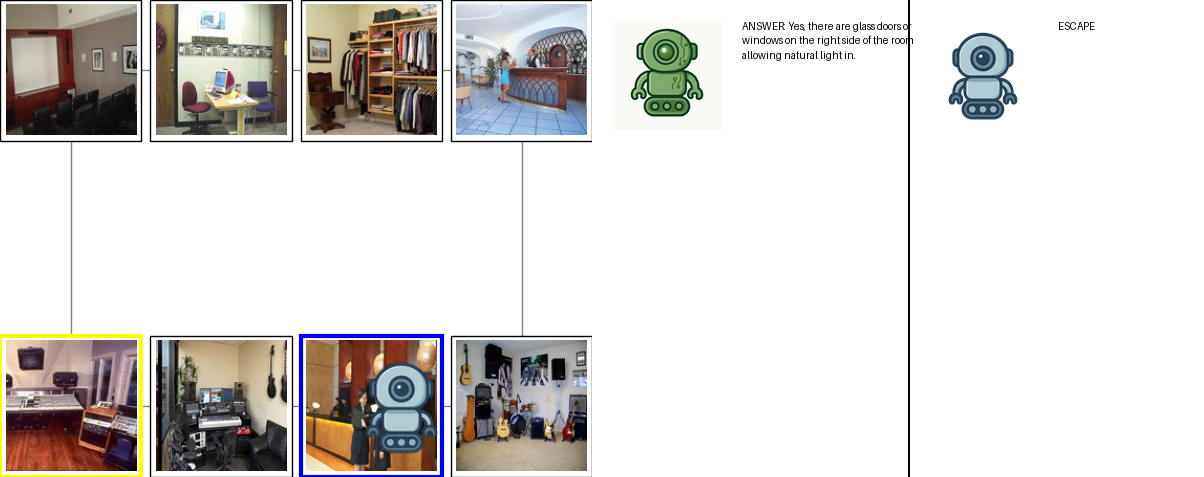 ANSWER: Yes, there are glass doors or
windows on the right side of the room
allowing natural light in.
ESCAPE